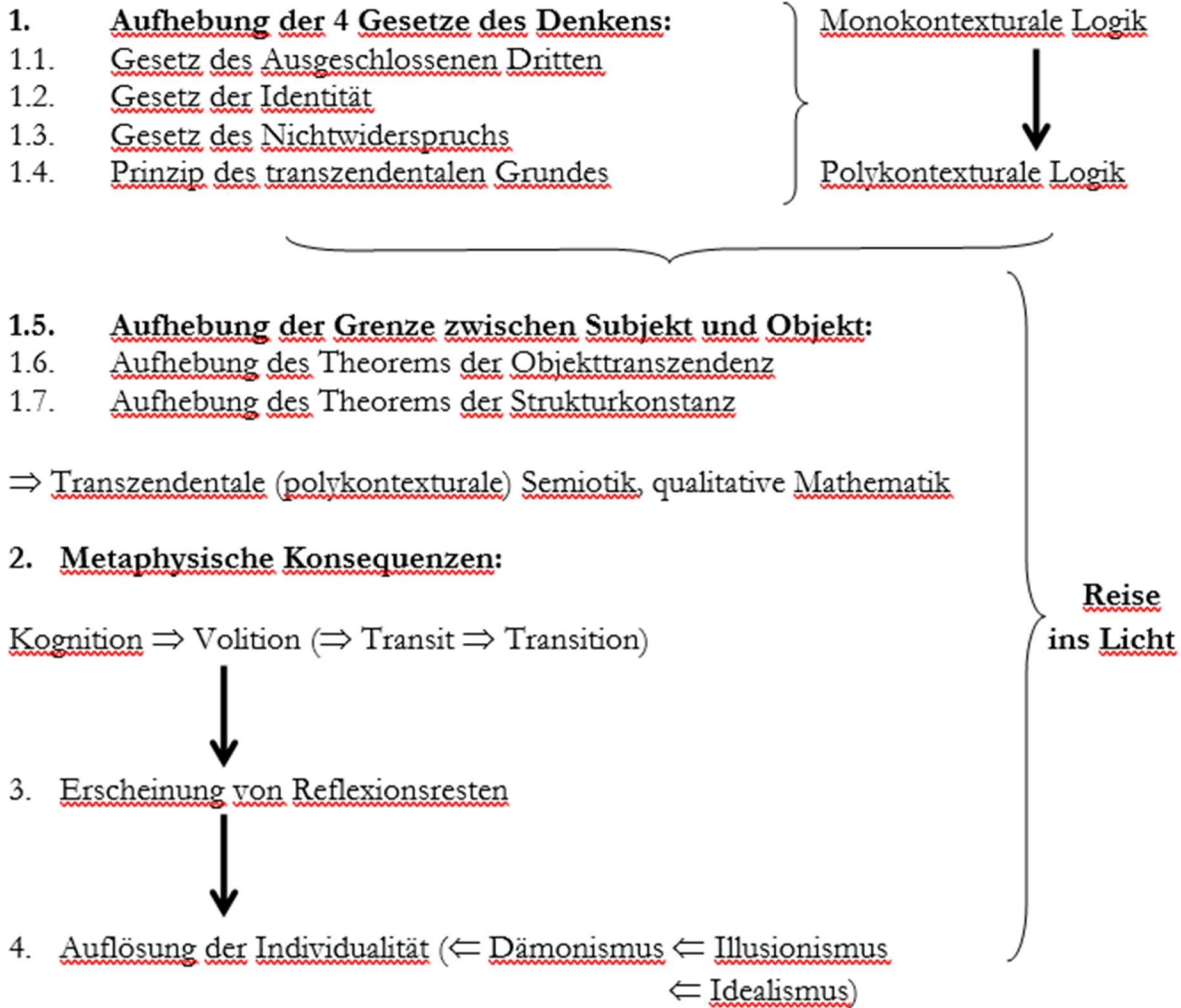 1. Aufhebung der 4 Gesetze des Denkens: Monokontexturale Logik
1.1. Gesetz des Ausgeschlossenen Dritten
1.2. Gesetz der Identität
1.3. Gesetz des Nichtwiderspruchs
1.4. Prinzip des transzendentalen Grundes Polykontexturale Logik
1.5. Aufhebung der Grenze zwischen Subjekt und Objekt:
1.6. Aufhebung des Theorems der Objekttranszendenz
1.7. Aufhebung des Theorems der Strukturkonstanz
⇒ Transzendentale (polykontexturale) Semiotik, qualitative Mathematik
2. Metaphysische Konsequenzen:
Reise
Kognition ⇒ Volition (⇒ Transit ⇒ Transition) ins Licht
3. Erscheinung von Reflexionsresten
4. Auflösung der Individualität (⇐ Dämonismus ⇐ Illusionismus
⇐ Idealismus)